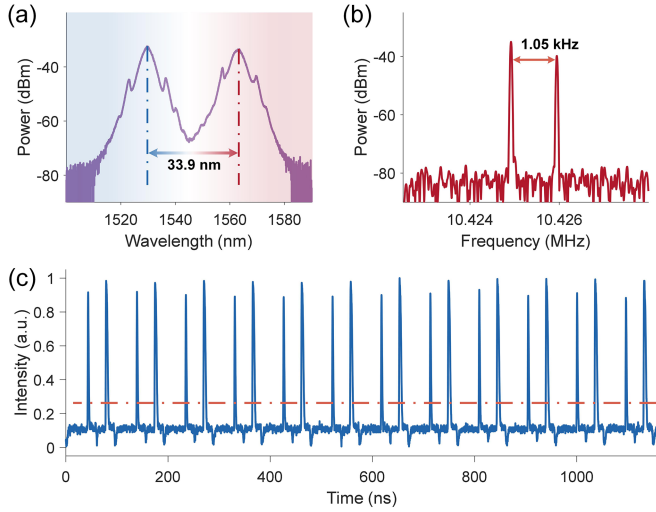 (a)
Power (dBm)
-40
-60
-80
33.9 nm
1520
1540
1560
1580
Wavelength (nm)
(b)
Power (dBm)
-40
-60
-80
1.05 kHz
10.424
10.426
Frequency (MHz)
(c)
Intensity (a.u.)
1
0.8
0.6
0.4
0.2
0
0
200
400
600
800
1000
Time (ns)